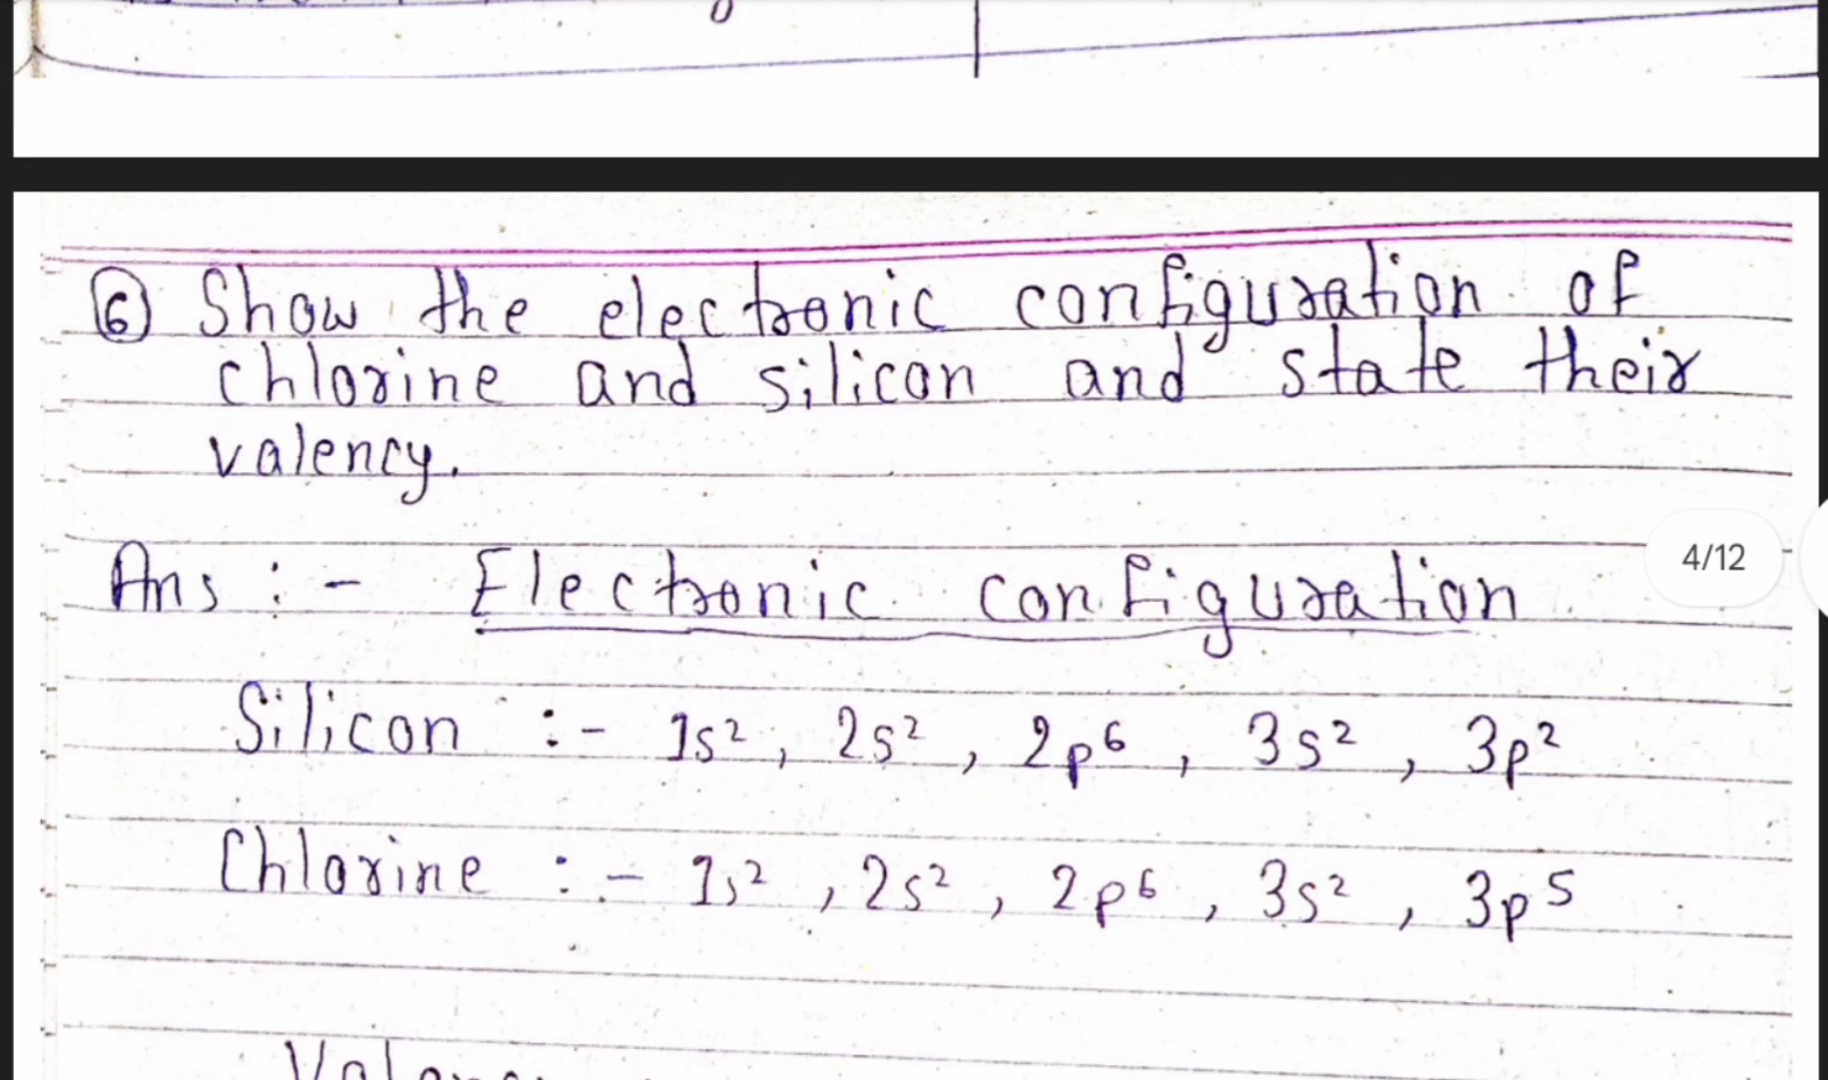 ⑥ Show the electronic configuration of
chlorine and silicon and state their
valency.
4/12
Ans :- Electronic configuration
Silicon :- 1s², 2s², 2p⁶, 3s², 3p²
Chlorine :- 1s², 2s², 2p⁶, 3s², 3p⁵